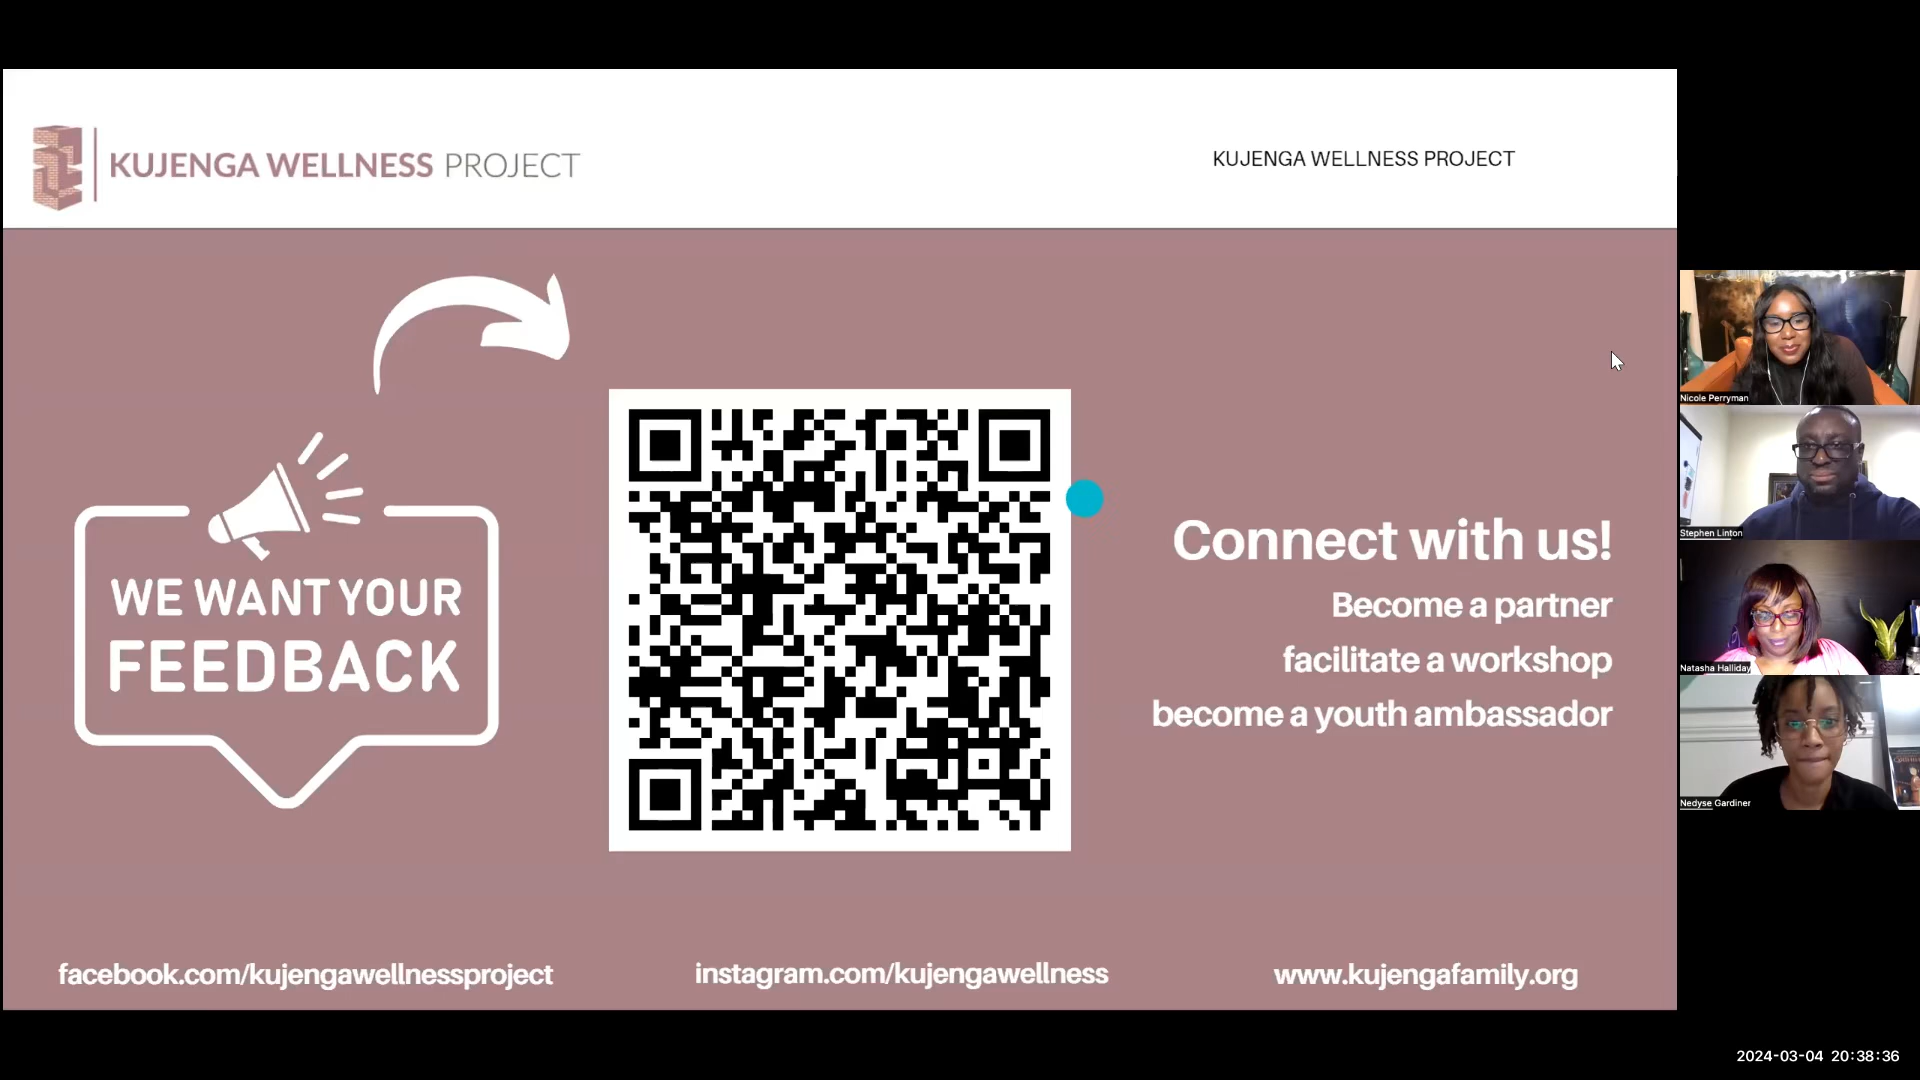 KUJENGA WELLNESS PROJECT
KUJENGA WELLNESS PROJECT
WE WANT YOUR
FEEDBACK
Connect with us!
Become a partner
facilitate a workshop
become a youth ambassador
facebook.com/kujengawellnessproject
instagram.com/kujengawellness
www.kujengafamily.org
Nicole Perryman
Stephen Linton
Natasha Halliday
Nedyse Gardiner
2024-03-04 20:38:36